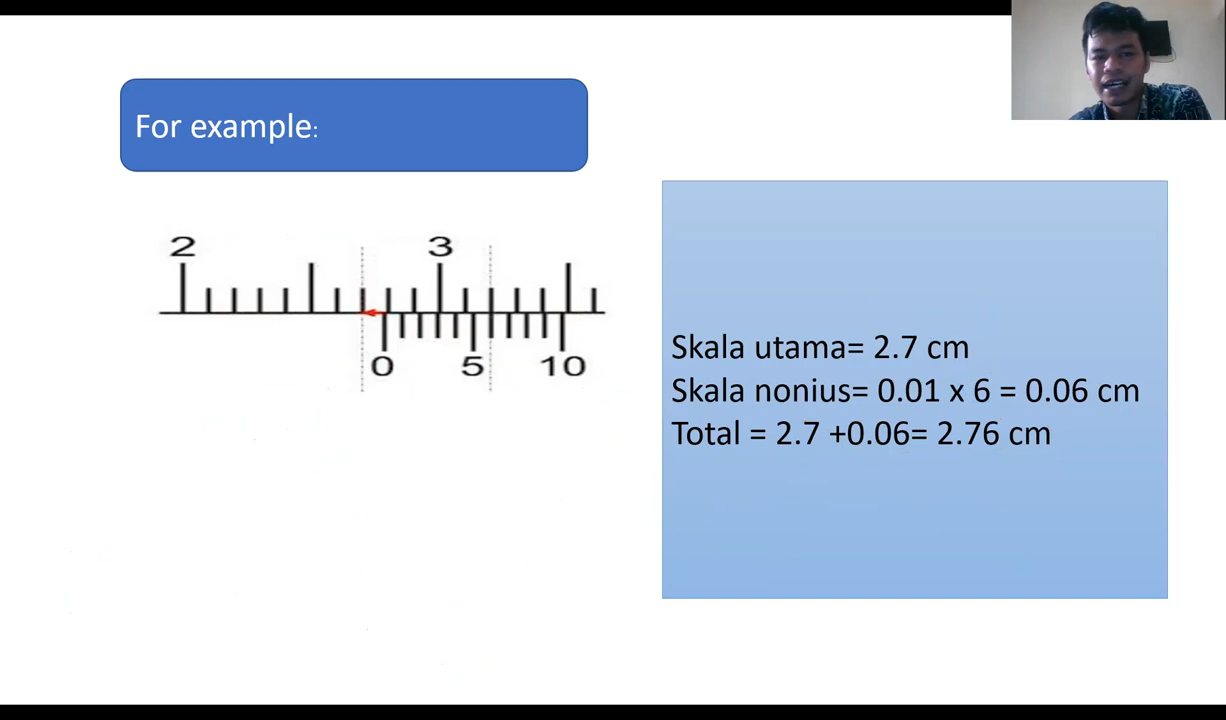 For example:
2 3
0 5 10
Skala utama= 2.7 cm
Skala nonius= 0.01 x 6 = 0.06 cm
Total = 2.7 +0.06= 2.76 cm